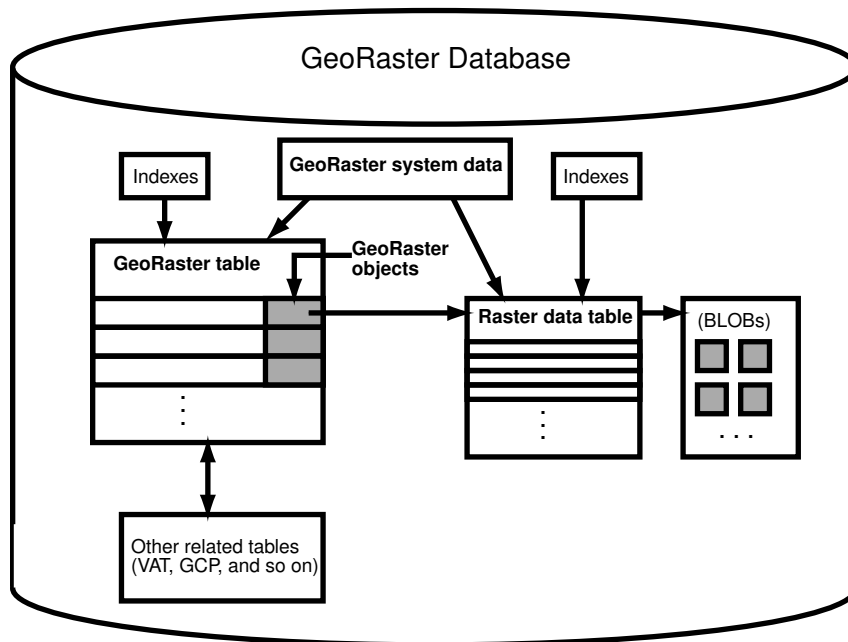 GeoRaster Database
Indexes
GeoRaster system data
Indexes
GeoRaster table
GeoRaster
objects
Raster data table
(BLOBs)
. . .
Other related tables
(VAT, GCP, and so on)